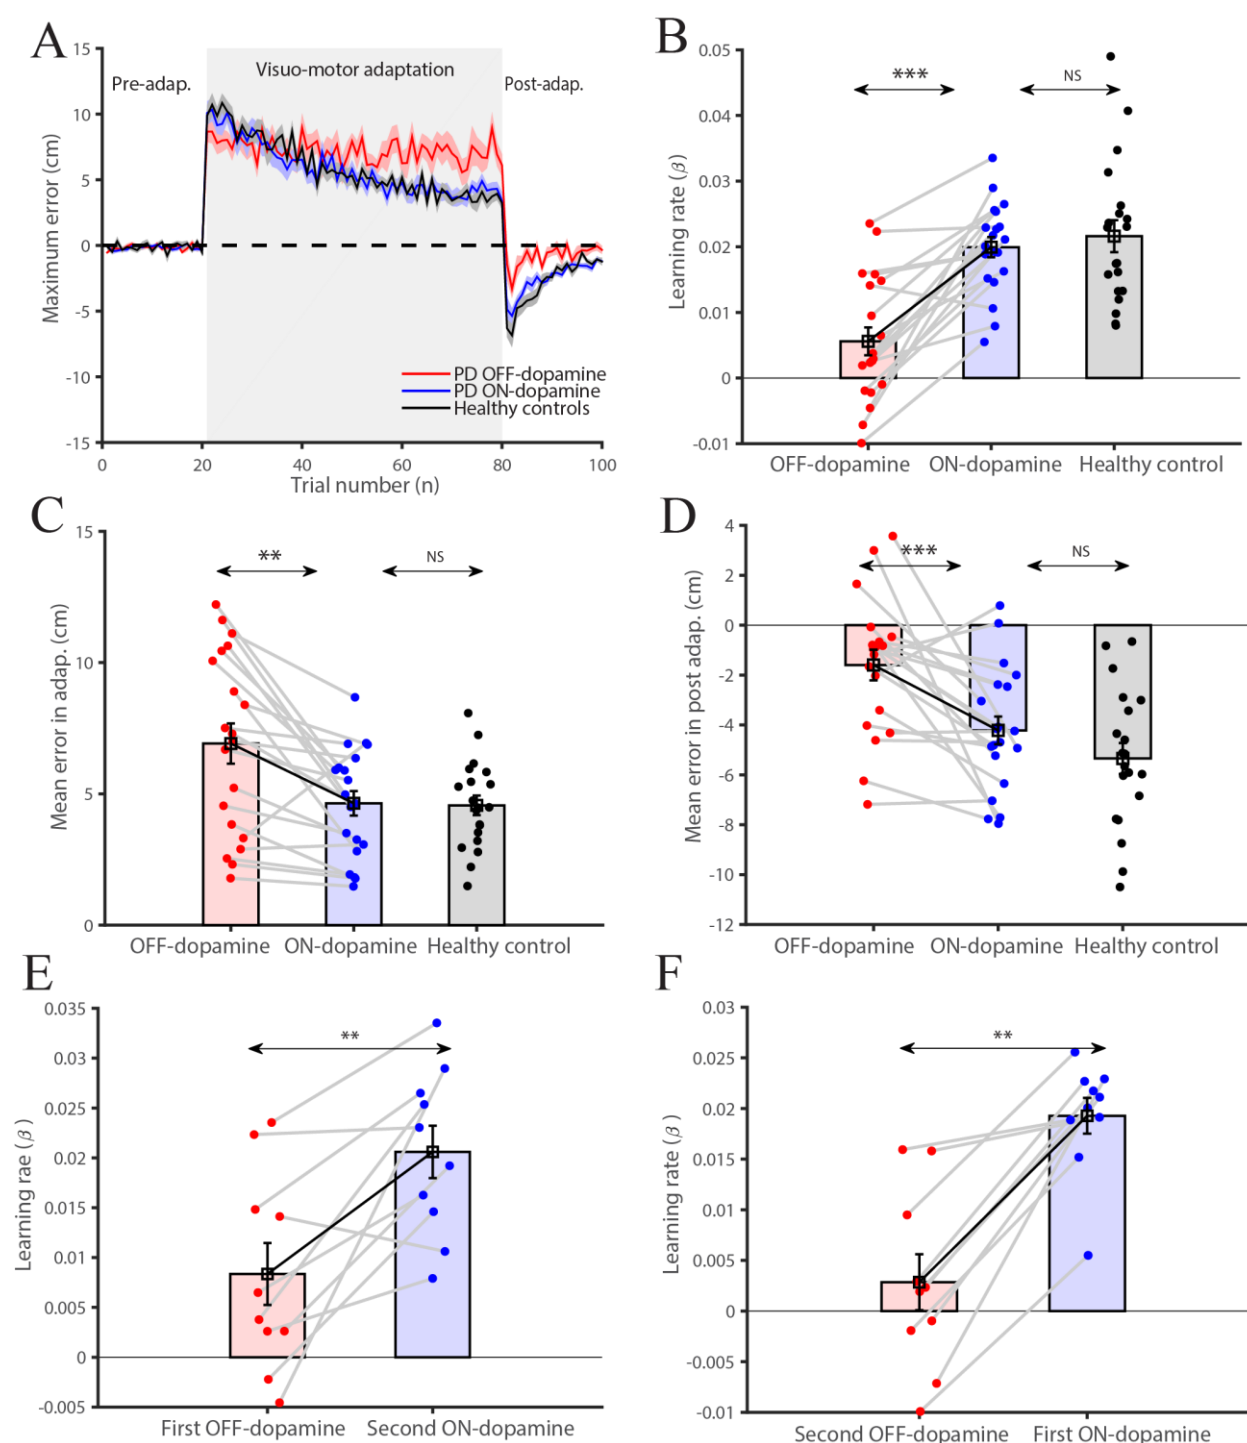 A
15
10
5
0
-5
-10
-15
Maximum error (cm)
Pre-adap.
Visuo-motor adaptation
Post-adap.
PD OFF-dopamine
PD ON-dopamine
Healthy controls
0
20
40
60
80
100
Trial number (n)
B
0.05
0.04
0.03
0.02
0.01
0
-0.01
Learning rate (β)
***
NS
OFF-dopamine
ON-dopamine
Healthy control
C
15
10
5
0
Mean error in adap. (cm)
**
NS
OFF-dopamine
ON-dopamine
Healthy control
D
4
2
0
-2
-4
-6
-8
-10
-12
Mean error in post adap. (cm)
***
NS
OFF-dopamine
ON-dopamine
Healthy control
E
0.035
0.03
0.025
0.02
0.015
0.01
0.005
0
-0.005
Learning rae (β)
**
First OFF-dopamine
Second ON-dopamine
F
0.03
0.025
0.02
0.015
0.01
0.005
0
-0.005
-0.01
Learning rate (β)
**
Second OFF-dopamine
First ON-dopamine